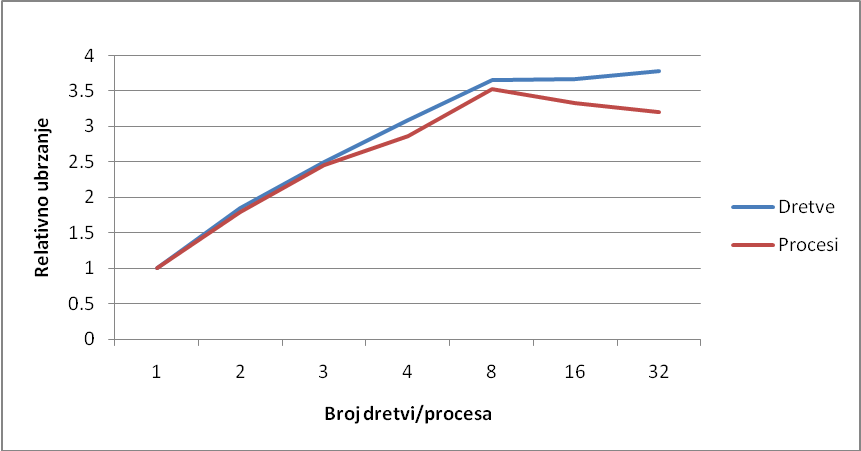 4
3.5
3
2.5
2
1.5
1
0.5
0
Relativno ubrzanje
1 2 3 4 8 16 32
Broj dretvi/procesa
Dretve
Procesi